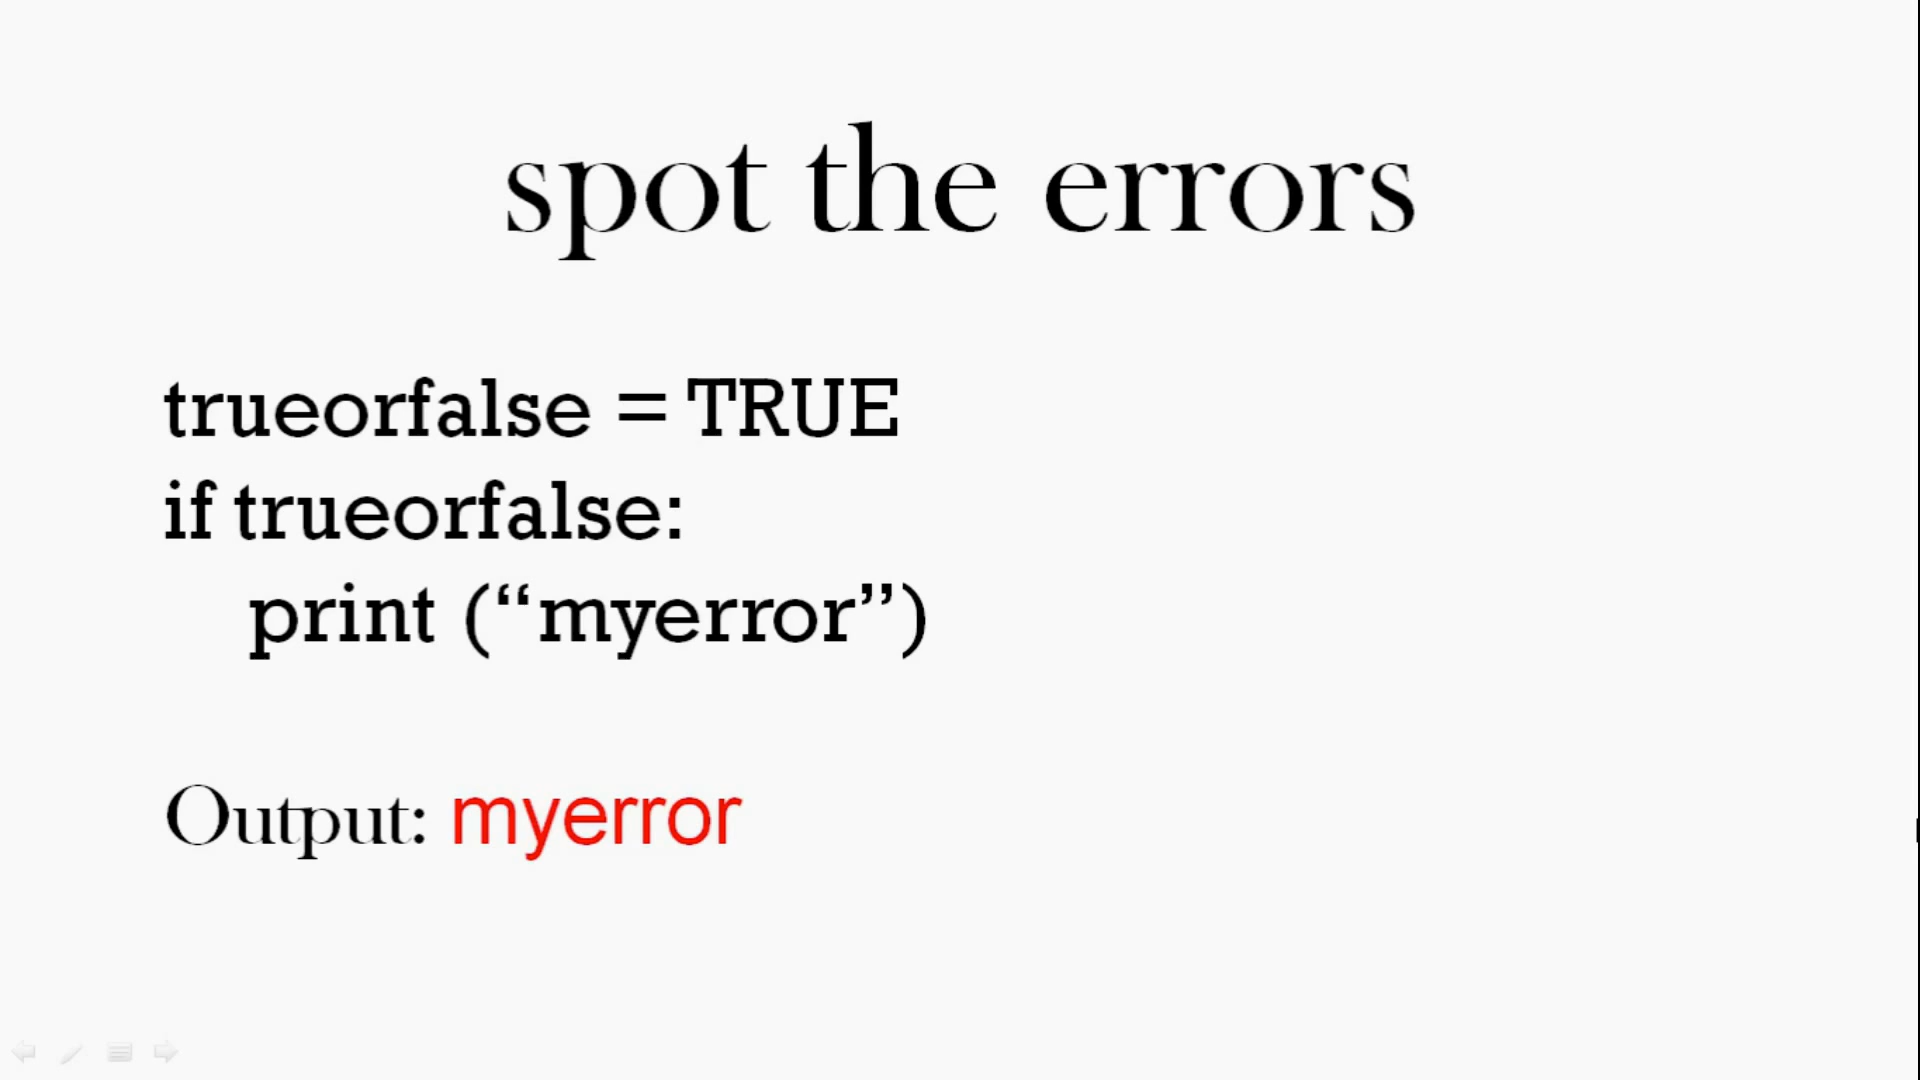 spot the errors
trueorfalse = TRUE
if trueorfalse:
print (“myerror”)
Output: myerror